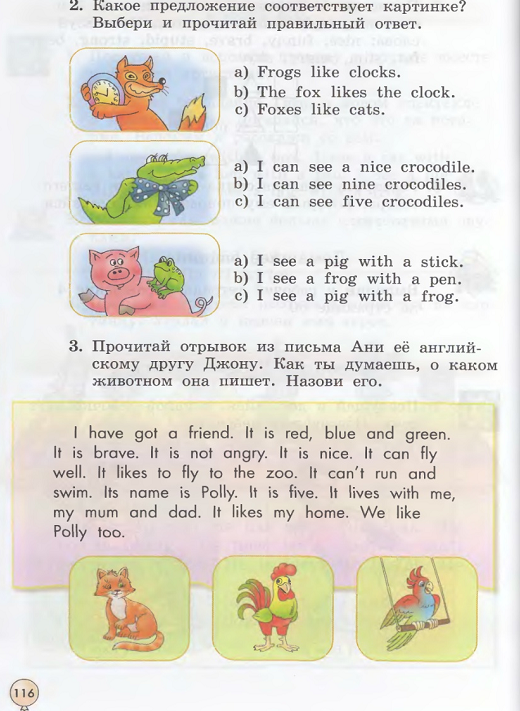 2. Какое предложение соответствует картинке?
Выбери и прочитай правильный ответ.
a) Frogs like clocks.
b) The fox likes the clock.
c) Foxes like cats.
a) I can see a nice crocodile.
b) I can see nine crocodiles.
c) I can see five crocodiles.
a) I see a pig with a stick.
b) I see a frog with a pen.
c) I see a pig with a frog.
3. Прочитай отрывок из письма Ани её англий-
скому другу Джону. Как ты думаешь, о каком
животном она пишет. Назови его.
I have got a friend. It is red, blue and green.
It is brave. It is not angry. It is nice. It can fly
well. It likes to fly to the zoo. It can't run and
swim. Its name is Polly. It is five. It lives with me,
my mum and dad. It likes my home. We like
Polly too.
116